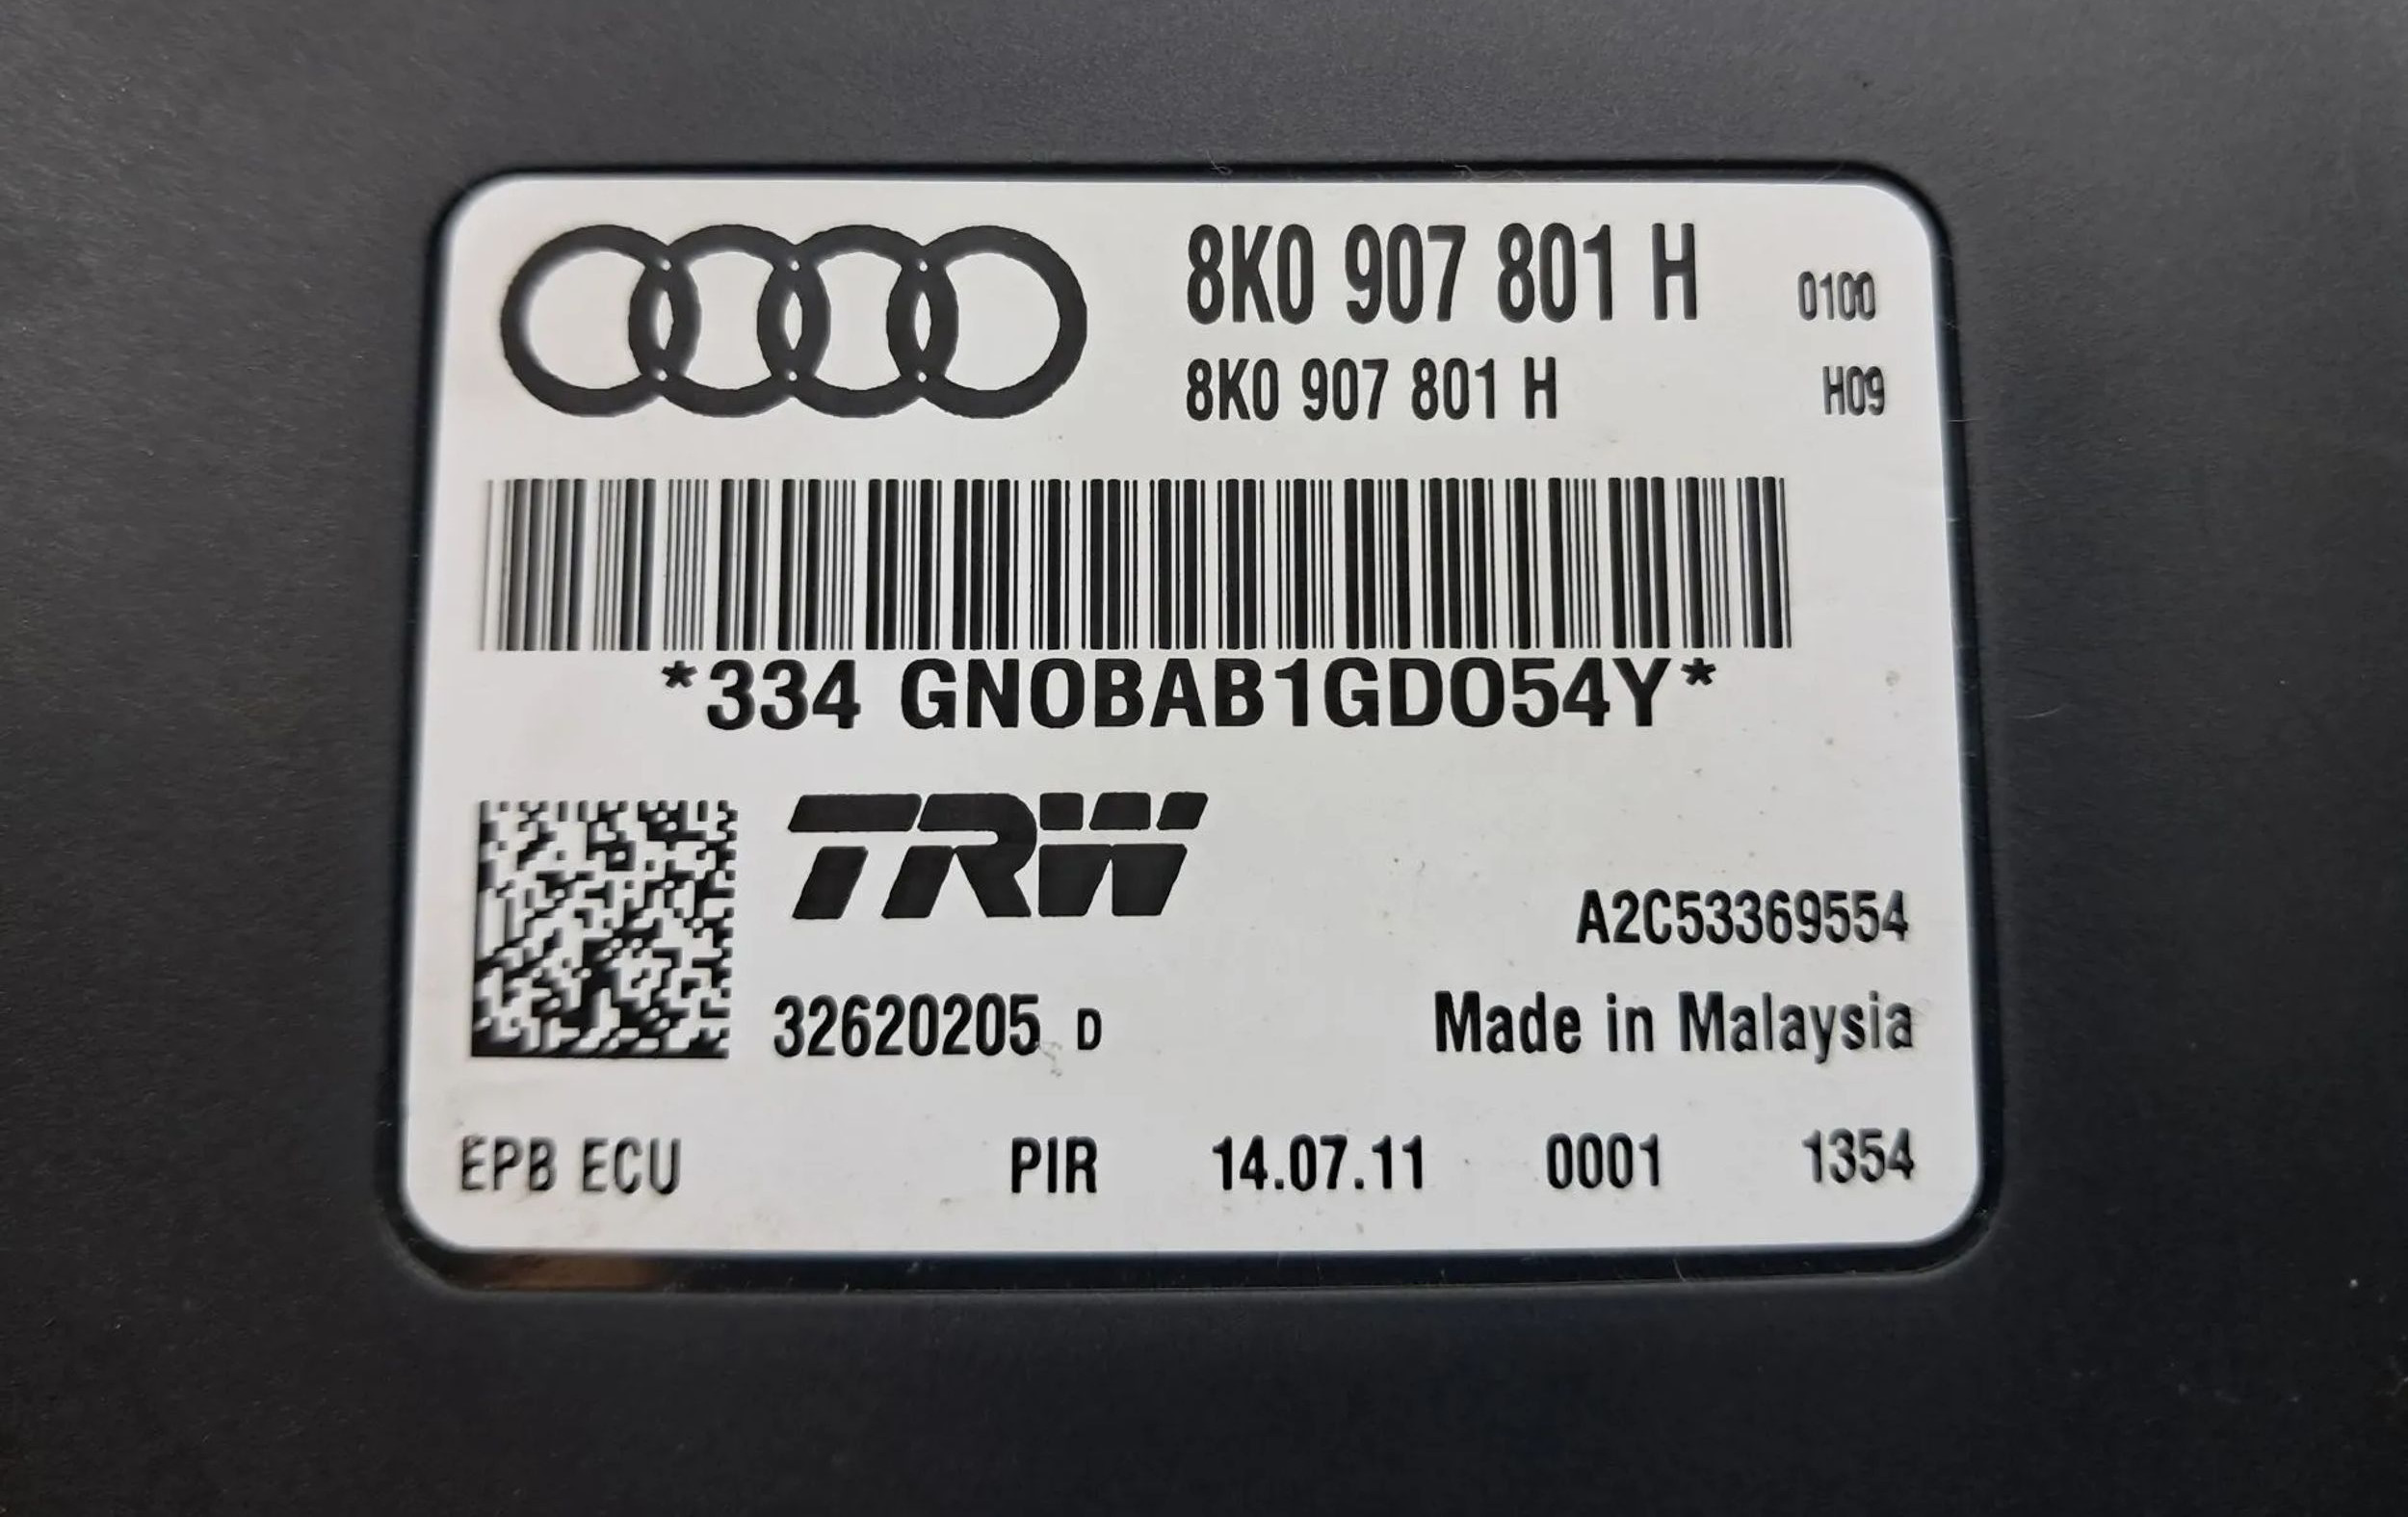 8K0 907 801 H 0100
8K0 907 801 H H09
*334 GN0BAB1GD054Y*
TRW
A2C53369554
32620205 D Made in Malaysia
EPB ECU PIR 14.07.11 0001 1354